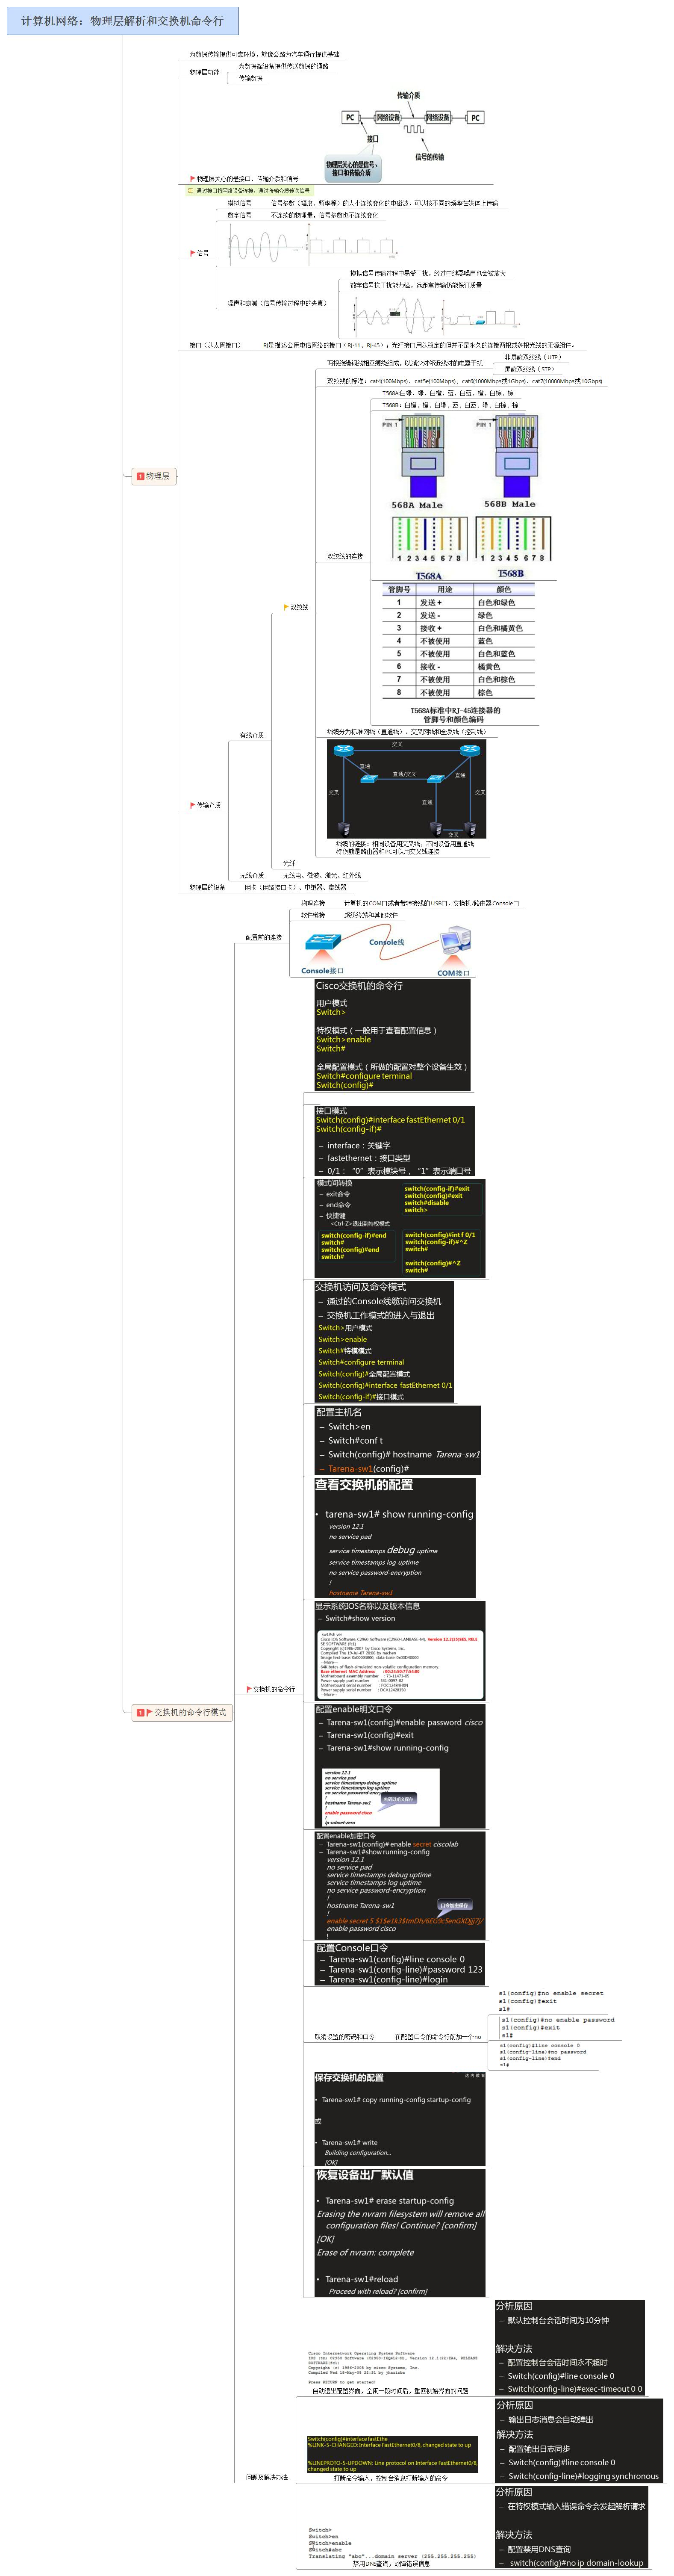 计算机网络：物理层解析和交换机命令行
物理层
物理层功能
为数据传输提供可靠环境，就像公路为汽车通行提供基础
为数据端设备提供传送数据的通路
传输数据
传输介质
PC
网络设备
网络设备
PC
接口
信号的传输
物理层关心的是信号、
接口和传输介质
物理层关心的是接口、传输介质和信号
通过接口将网络设备连接，通过传输介质传送信号
信号
模拟信号
信号参数（幅度、频率等）的大小连续变化的电磁波，可以按不同的频率在媒体上传输
数字信号
不连续的物理量，信号参数也不连续变化
噪声和衰减（信号传输过程中的失真）
模拟信号传输过程中易受干扰，经过中继器噪声也会被放大
数字信号抗干扰能力强，远距离传输仍能保证质量
接口（以太网接口）
RJ是描述公用电信网络的接口（RJ-11、RJ-45）；光纤接口用以稳定的但并不是永久的连接两根或多根光线的无源组件。
传输介质
有线介质
双绞线
两根绝缘铜线相互缠绕组成，以减少对邻近线对的电器干扰
非屏蔽双绞线（UTP）
屏蔽双绞线（STP）
双绞线的标准：cat4(100Mbps)、cat5e(100Mbps)、cat6(1000Mbps或1Gbps)、cat7(10000Mbps或10Gbps)
双绞线的连接
T568A:白绿、绿、白橙、蓝、白蓝、橙、白棕、棕
T568B：白橙、橙、白绿、蓝、白蓝、绿、白棕、棕
PIN 1
PIN 1
568A Male
568B Male
1 2 3 4 5 6 7 8
1 2 3 4 5 6 7 8
T568A
T568B
管脚号 用途 颜色
1 发送 + 白色和绿色
2 发送 - 绿色
3 接收 + 白色和橘黄色
4 不被使用 蓝色
5 不被使用 白色和蓝色
6 接收 - 橘黄色
7 不被使用 白色和棕色
8 不被使用 棕色
T568A标准中RJ-45连接器的
管脚号和颜色编码
线缆分为标准网线（直通线）、交叉网线和全反线（控制线）
交叉
直通
直通/交叉
直通
交叉
直通
交叉
交叉
线缆的连接：相同设备用交叉线，不同设备用直通线
特例就是路由器和PC可以用交叉线连接
光纤
无线介质
无线电、微波、激光、红外线
物理层的设备
网卡（网络接口卡）、中继器、集线器
交换机的命令行模式
配置前的连接
物理连接
计算机的COM口或者带转接线的USB口，交换机/路由器Console口
软件链接
超级终端和其他软件
Console线
Console接口
COM接口
交换机的命令行
Cisco交换机的命令行
用户模式
Switch>
特权模式（一般用于查看配置信息）
Switch>enable
Switch#
全局配置模式（所做的配置对整个设备生效）
Switch#configure terminal
Switch(config)#
接口模式
Switch(config)#interface fastEthernet 0/1
Switch(config-if)#
– interface：关键字
– fastethernet：接口类型
– 0/1：“0”表示模块号，“1”表示端口号
模式间转换
– exit命令
– end命令
– 快捷键
<Ctrl-Z>退出到特权模式
switch(config-if)#exit
switch(config)#exit
switch#disable
switch>
switch(config-if)#end
switch#
switch(config)#end
switch#
switch(config)#int f 0/1
switch(config-if)#^Z
switch#
switch(config)#^Z
switch#
交换机访问及命令模式
– 通过的Console线缆访问交换机
– 交换机工作模式的进入与退出
Switch>用户模式
Switch>enable
Switch#特权模式
Switch#configure terminal
Switch(config)#全局配置模式
Switch(config)#interface fastEthernet 0/1
Switch(config-if)#接口模式
配置主机名
– Switch>en
– Switch#conf t
– Switch(config)# hostname Tarena-sw1
– Tarena-sw1(config)#
查看交换机的配置
• tarena-sw1# show running-config
version 12.1
no service pad
service timestamps debug uptime
service timestamps log uptime
no service password-encryption
!
hostname Tarena-sw1
显示系统IOS名称以及版本信息
– Switch#show version
配置enable明文口令
– Tarena-sw1(config)#enable password cisco
– Tarena-sw1(config)#exit
– Tarena-sw1#show running-config
version 12.1
no service pad
service timestamps debug uptime
service timestamps log uptime
no service password-encryption
!
hostname Tarena-sw1
!
enable password cisco
!
ip subnet-zero
配置enable加密口令
– Tarena-sw1(config)# enable secret ciscolab
– Tarena-sw1#show running-config
version 12.1
no service pad
service timestamps debug uptime
service timestamps log uptime
no service password-encryption
!
hostname Tarena-sw1
!
口令加密保存
enable password cisco
!
配置Console口令
– Tarena-sw1(config)#line console 0
– Tarena-sw1(config-line)#password 123
– Tarena-sw1(config-line)#login
取消设置的密码和口令
在配置口令的命令行前加一个no
s1(config)#no enable secret
s1(config)#exit
s1#
s1(config)#no enable password
s1(config)#exit
s1#
s1(config)#line console 0
s1(config-line)#no password
s1(config-line)#end
s1#
保存交换机的配置
• Tarena-sw1# copy running-config startup-config
或
• Tarena-sw1# write
Building configuration...
[OK]
恢复设备出厂默认值
• Tarena-sw1# erase startup-config
Erasing the nvram filesystem will remove all
configuration files! Continue? [confirm]
[OK]
Erase of nvram: complete
• Tarena-sw1#reload
Proceed with reload? [confirm]
问题及解决办法
Cisco Internetwork Operating System Software
Press RETURN to get started!
自动退出配置界面，空闲一段时间后，重回初始界面的问题
分析原因
– 默认控制台会话时间为10分钟
解决方法
– 配置控制台会话时间永不超时
– Switch(config)#line console 0
– Switch(config-line)#exec-timeout 0 0
Switch(config)#interface fastEthe
%LINK-5-CHANGED: Interface FastEthernet0/8, changed state to up
%LINEPROTO-5-UPDOWN: Line protocol on Interface FastEthernet0/8,
changed state to up
打断命令输入，控制台消息打断输入的命令
分析原因
– 输出日志消息会自动弹出
解决方法
– 配置输出日志同步
– Switch(config)#line console 0
– Switch(config-line)#logging synchronous
Switch>
Switch>en
Switch>enable
Switch#abc
Translating "abc"...domain server (255.255.255.255)
禁用DNS查询，故障错误信息
分析原因
– 在特权模式输入错误命令会发起解析请求
解决方法
– 配置禁用DNS查询
– switch(config)#no ip domain-lookup